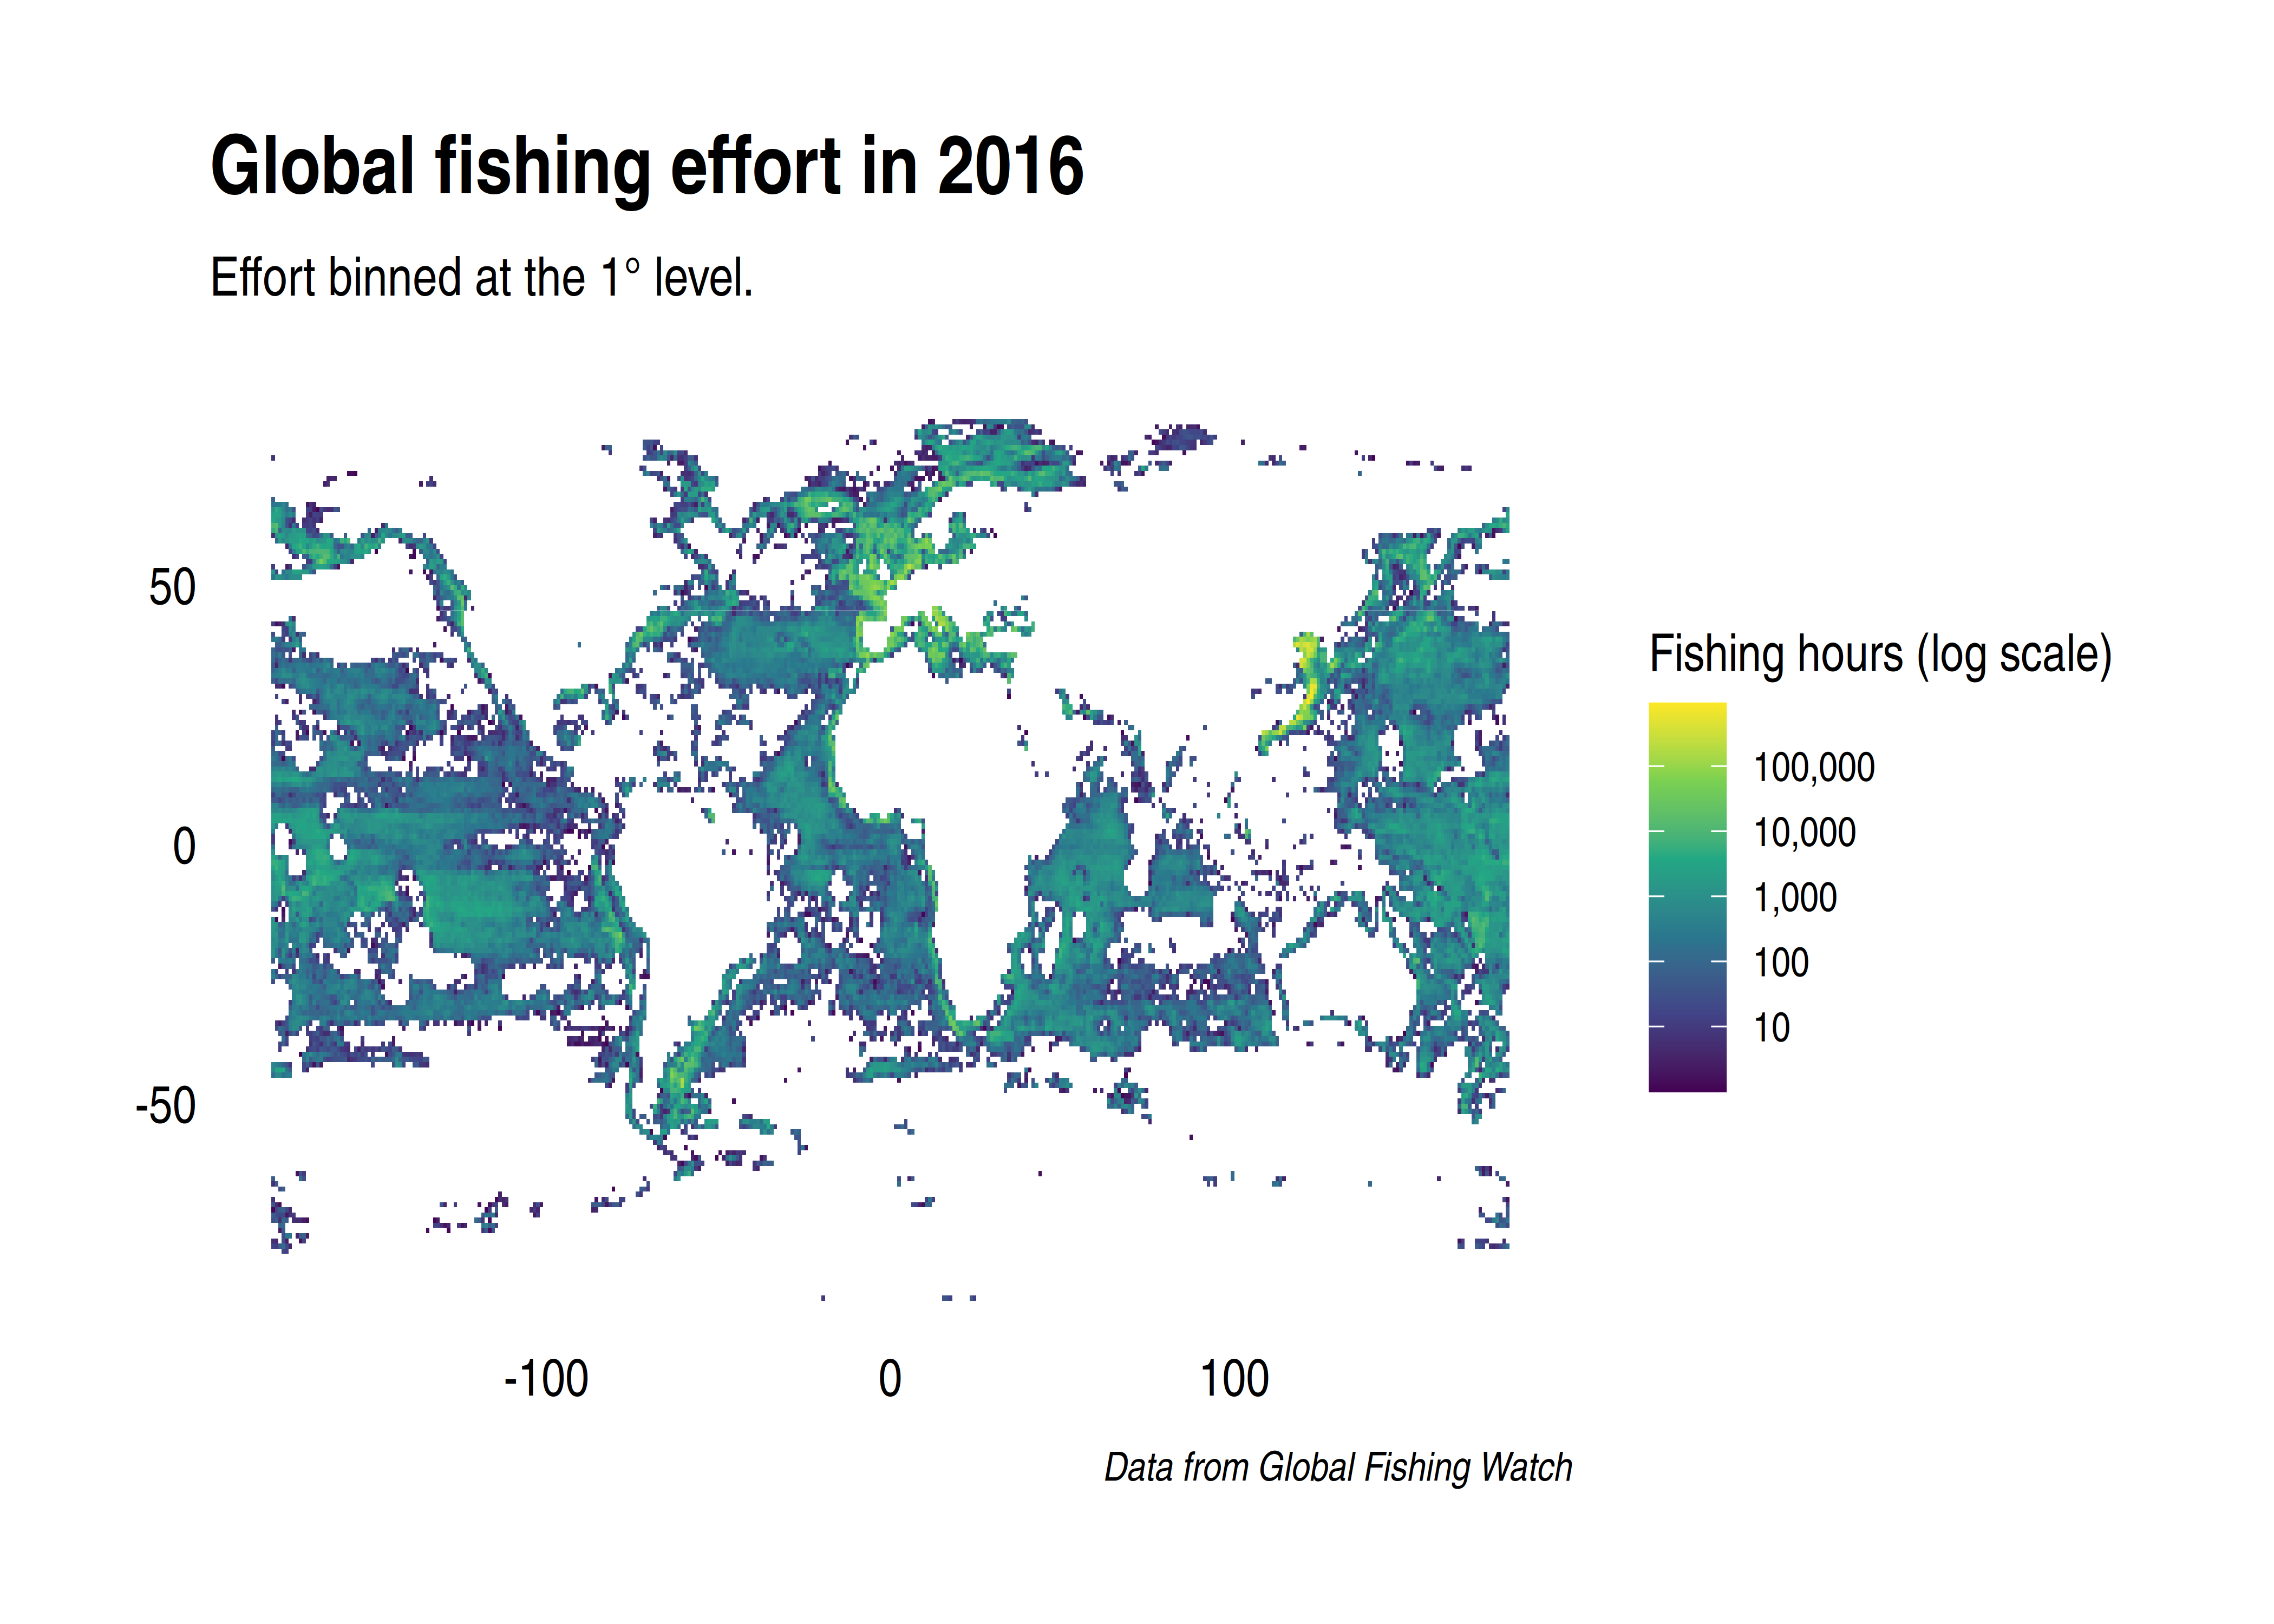 Global fishing effort in 2016
Effort binned at the 1° level.
50
0
-50
-100 0 100
Fishing hours (log scale)
100,000
10,000
1,000
100
10
Data from Global Fishing Watch